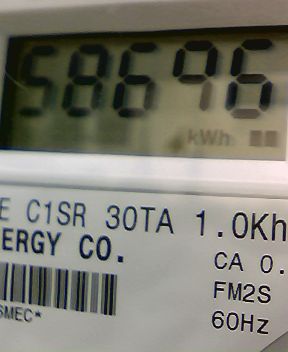 58696
kWh
E C1SR 30TA 1.0Kh
ERGY CO.
CA 0.
FM2S
SMEC*
60Hz